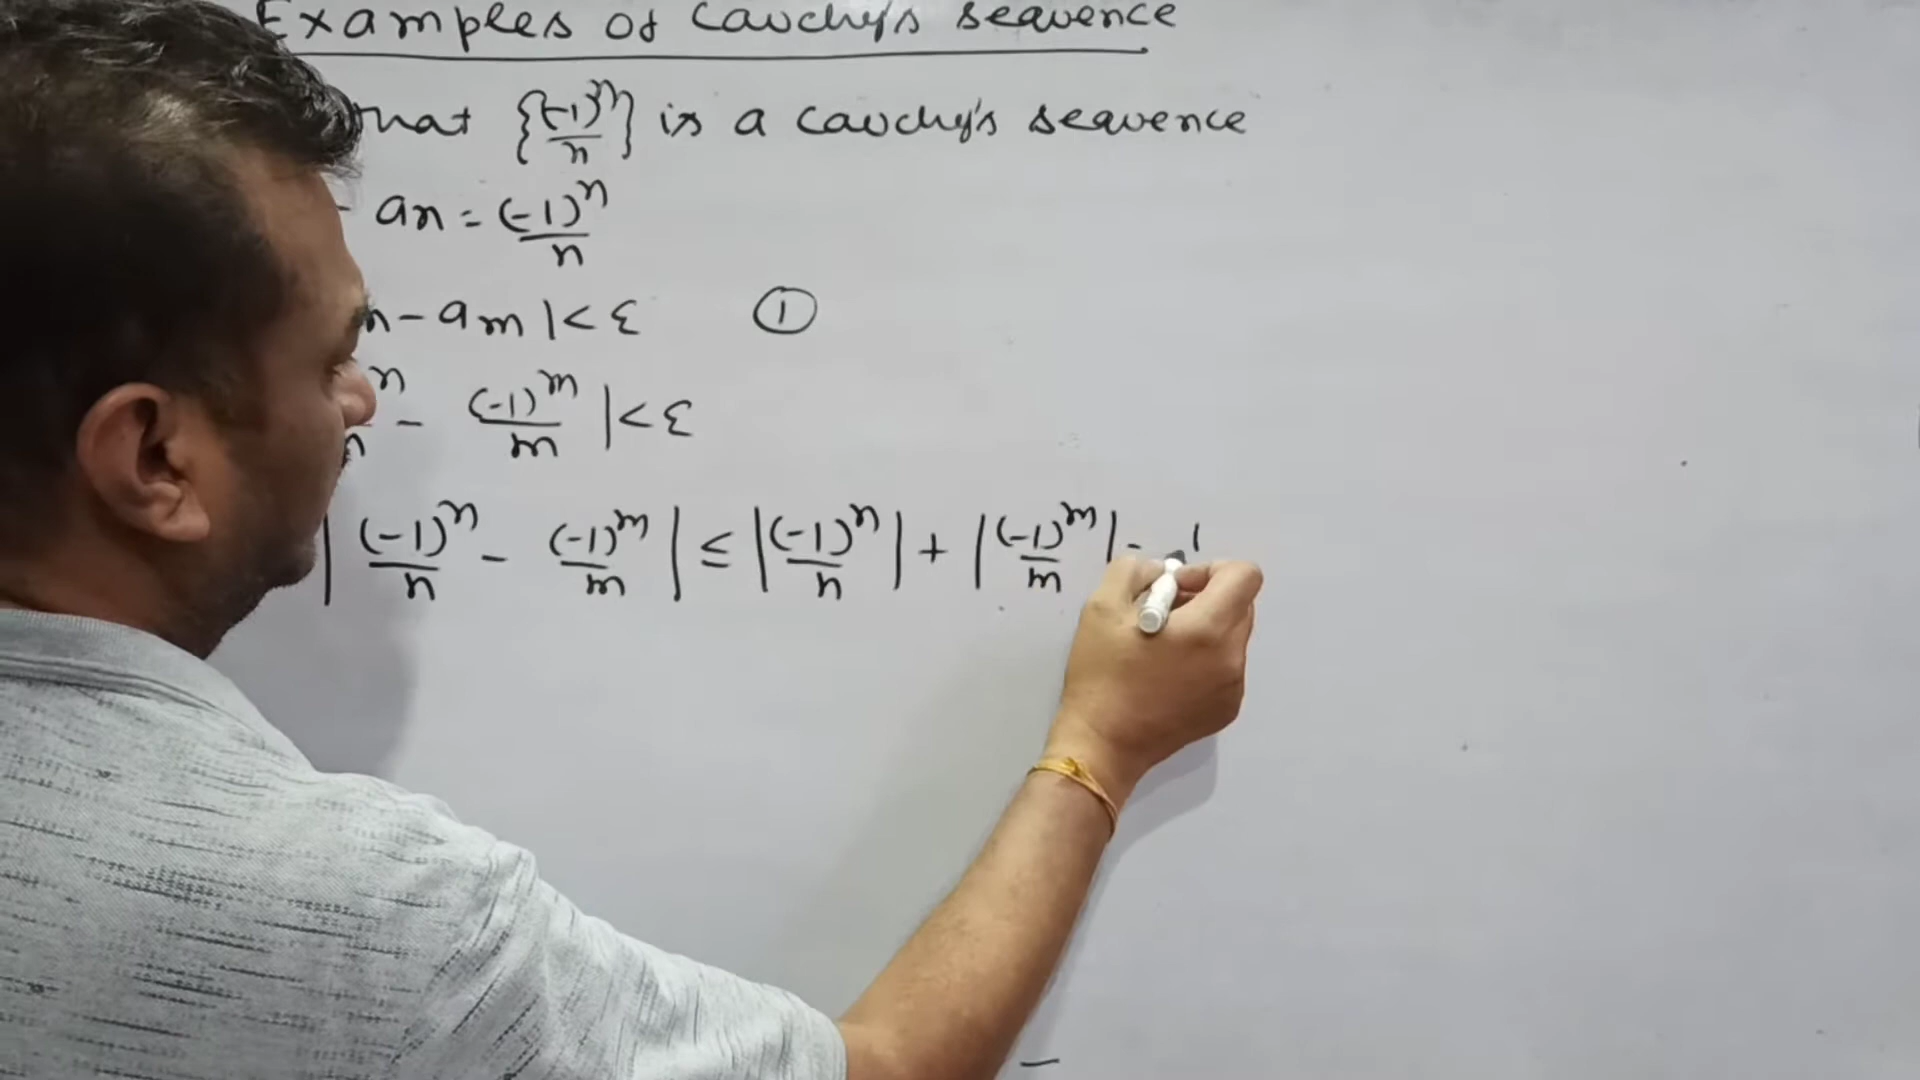 Examples of Cauchy's sequence
that {(-1)^n/n} is a Cauchy's sequence
an = (-1)^n/n
n - am | < ε ①
n/n - (-1)^m/m | < ε
| (-1)^n/n - (-1)^m/m | ≤ | (-1)^n/n | + | (-1)^m/m | =